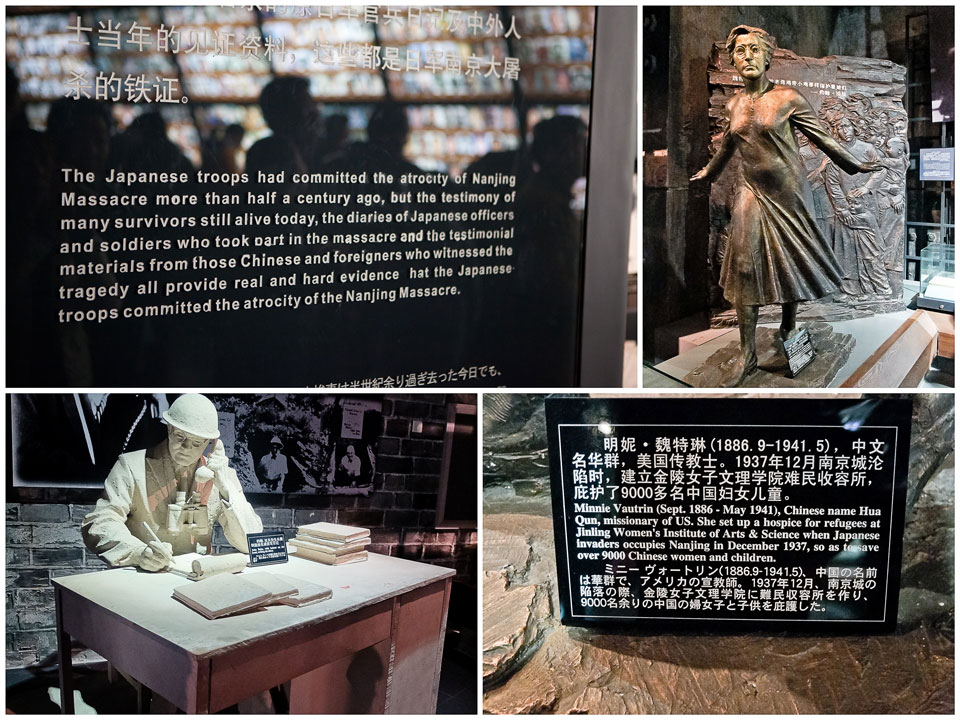 士当年的见证资料，这些都是日军南京大屠
杀的铁证。
The Japanese troops had committed the atrocity of Nanjing
Massacre more than half a century ago, but the testimony of
many survivors still alive today, the diaries of Japanese officers
and soldiers who took part in the massacre and the testimonial
materials from those Chinese and foreigners who witnessed the
tragedy all provide real and hard evidence hat the Japanese
troops committed the atrocity of the Nanjing Massacre.
半世紀余り過ぎ去った今日でも、
明妮·魏特琳(1886.9-1941.5)，中文
名华群，美国传教士。1937年12月南京城沦
陷时，建立金陵女子文理学院难民收容所，
庇护了9000多名中国妇女儿童。
Minnie Vautrin (Sept. 1886 - May 1941), Chinese name Hua
Qun, missionary of US. She set up a hospice for refugees at
Jinling Women's Institute of Arts & Science when Japanese
invaders occupies Nanjing in December 1937, so as to save
over 9000 Chinese women and children.
ミニー ヴォートリン(1886.9-1941.5)、中国の名前
は華群で、アメリカの宣教師。1937年12月、南京城の
陥落の際、金陵女子文理学院に難民収容所を作り、
9000名余りの中国の婦女子と子供を庇護した。